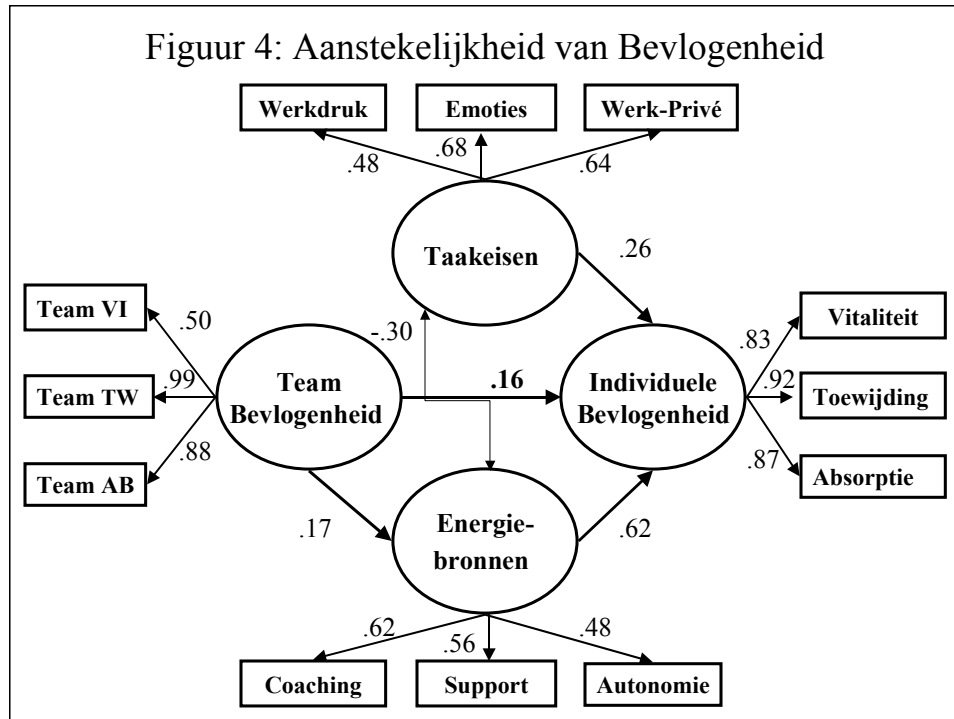 Figuur 4: Aanstekelijkheid van Bevlogenheid
Werkdruk
Emoties
Werk-Privé
.48
.68
.64
Taakeisen
.26
Team VI
.50
-.30
Vitaliteit
.83
Team TW
.99
Team
Bevlogenheid
.16
Individuele
Bevlogenheid
.92
Toewijding
Team AB
.88
.87
Absorptie
.17
Energie-
bronnen
.62
.62
.56
.48
Coaching
Support
Autonomie